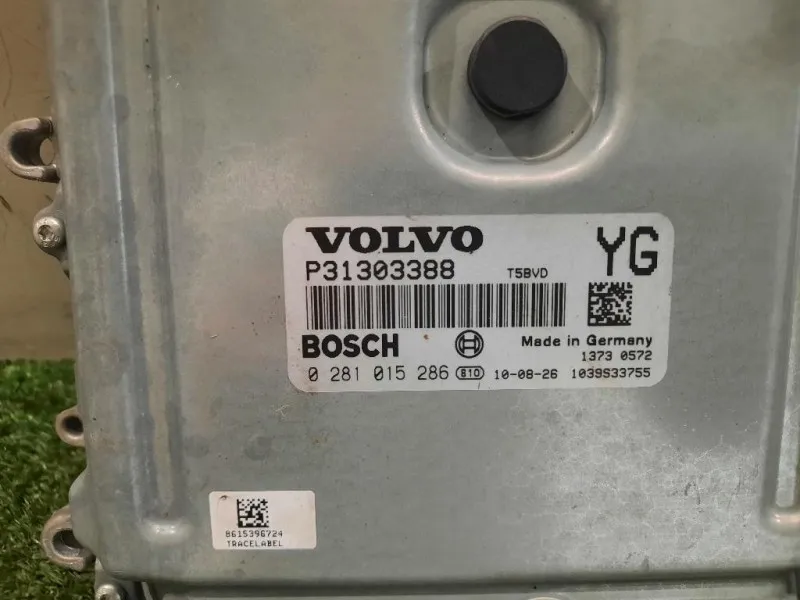 VOLVO YG
P31303388 T5BVD
BOSCH Made in Germany
1373 0572
0 281 015 286 810 10-08-26 1039S33755
8615396724
TRACELABEL